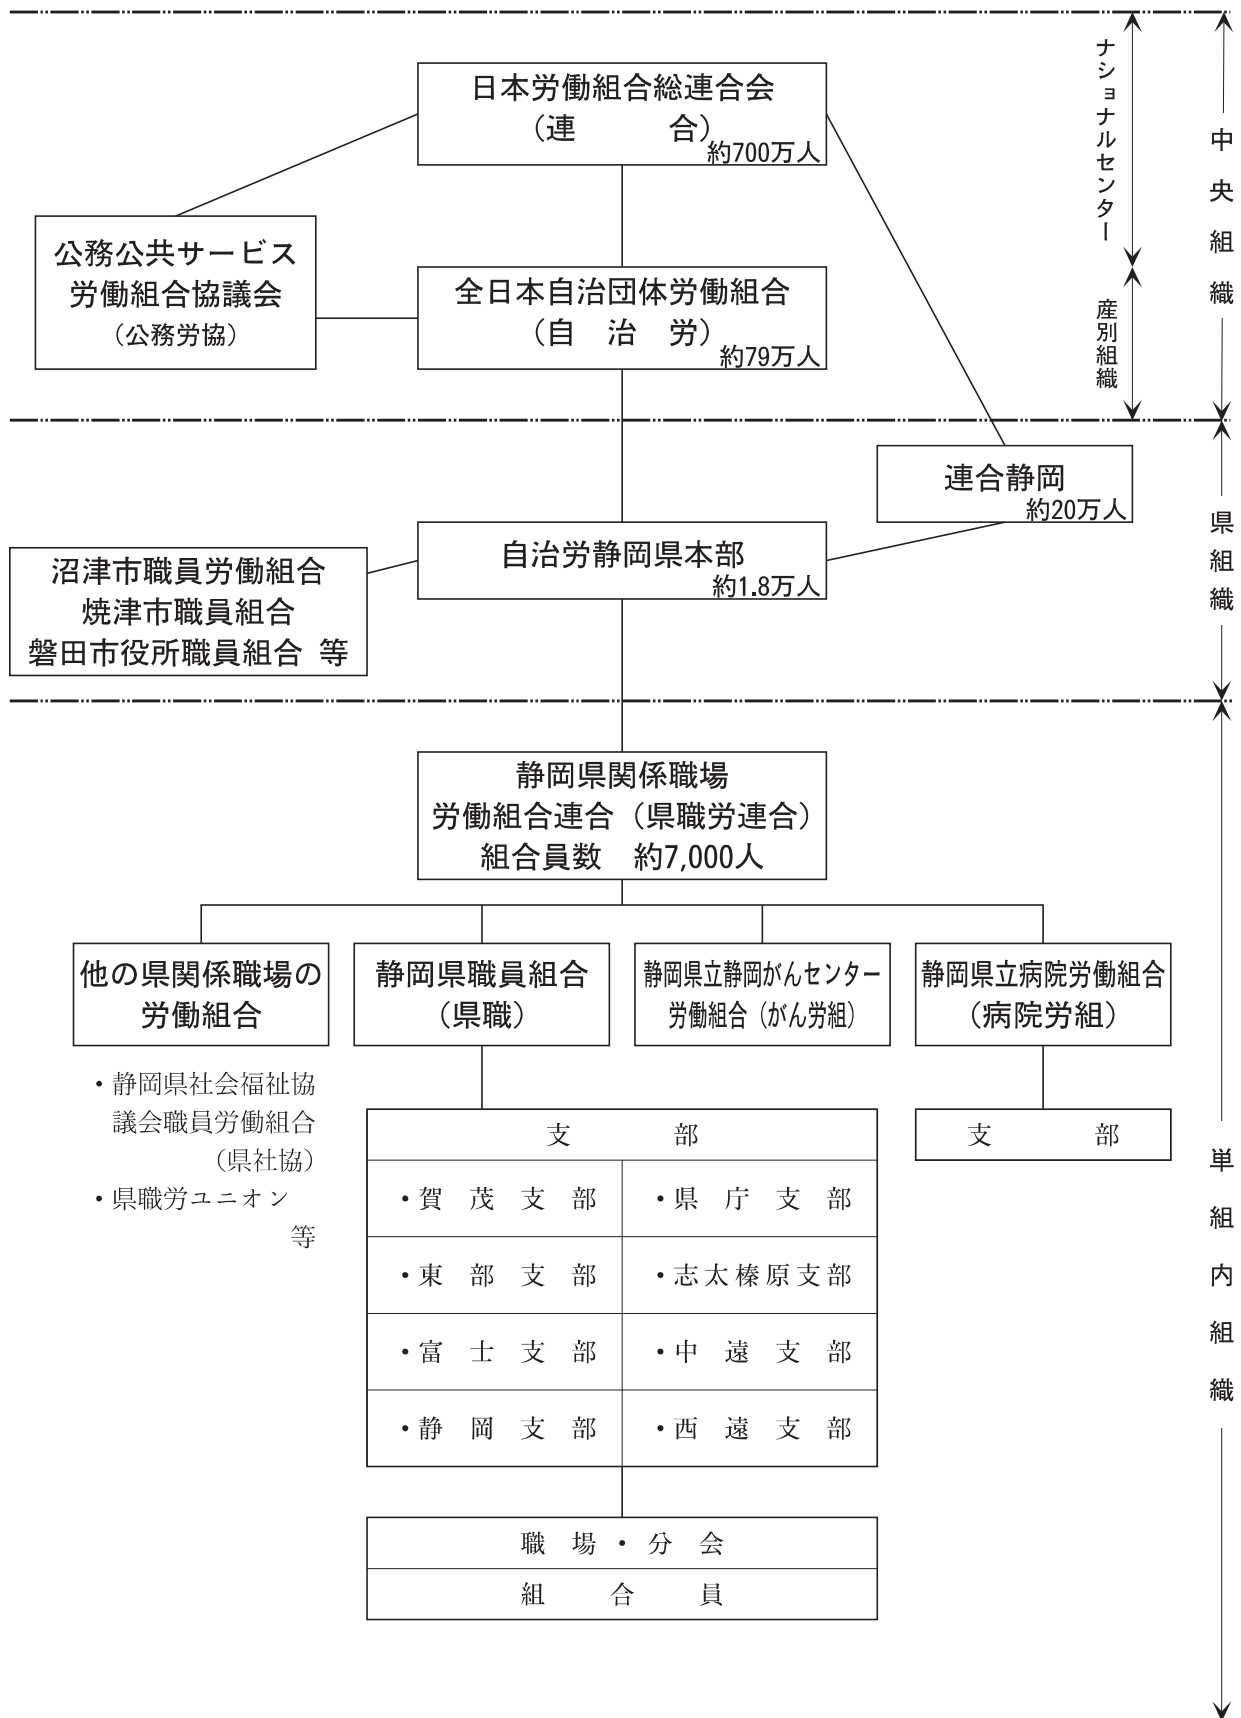 日本労働組合総連合会
（連　　　合）
約700万人
公務公共サービス
労働組合協議会
（公務労協）
全日本自治団体労働組合
（自　治　労）
約79万人
ナショナルセンター
産別組織
中央組織
連合静岡
約20万人
自治労静岡県本部
約1.8万人
沼津市職員労働組合
焼津市職員組合
磐田市役所職員組合 等
県組織
静岡県関係職場
労働組合連合（県職労連合）
組合員数　約7,000人
他の県関係職場の
労働組合
静岡県職員組合
（県職）
静岡県立静岡がんセンター
労働組合（がん労組）
静岡県立病院労働組合
（病院労組）
・静岡県社会福祉協
議会職員労働組合
（県社協）
・県職労ユニオン
等
支　　　部
・賀　茂　支　部
・県　庁　支　部
・東　部　支　部
・志太榛原支部
・富　士　支　部
・中　遠　支　部
・静　岡　支　部
・西　遠　支　部
支　　　部
職　場・分　会
組　　合　　員
単組内組織